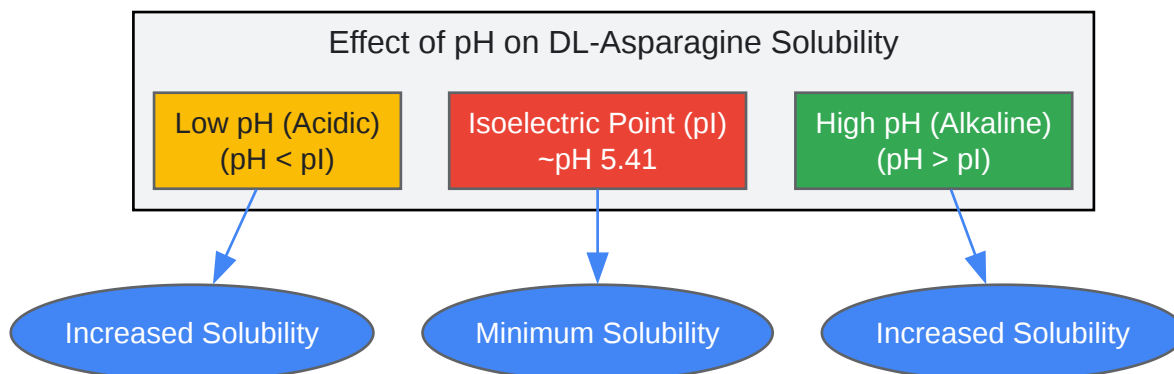 Effect of pH on DL-Asparagine Solubility
Low pH (Acidic)
(pH < pI)
Isoelectric Point (pI)
~pH 5.41
High pH (Alkaline)
(pH > pI)
Increased Solubility
Minimum Solubility
Increased Solubility